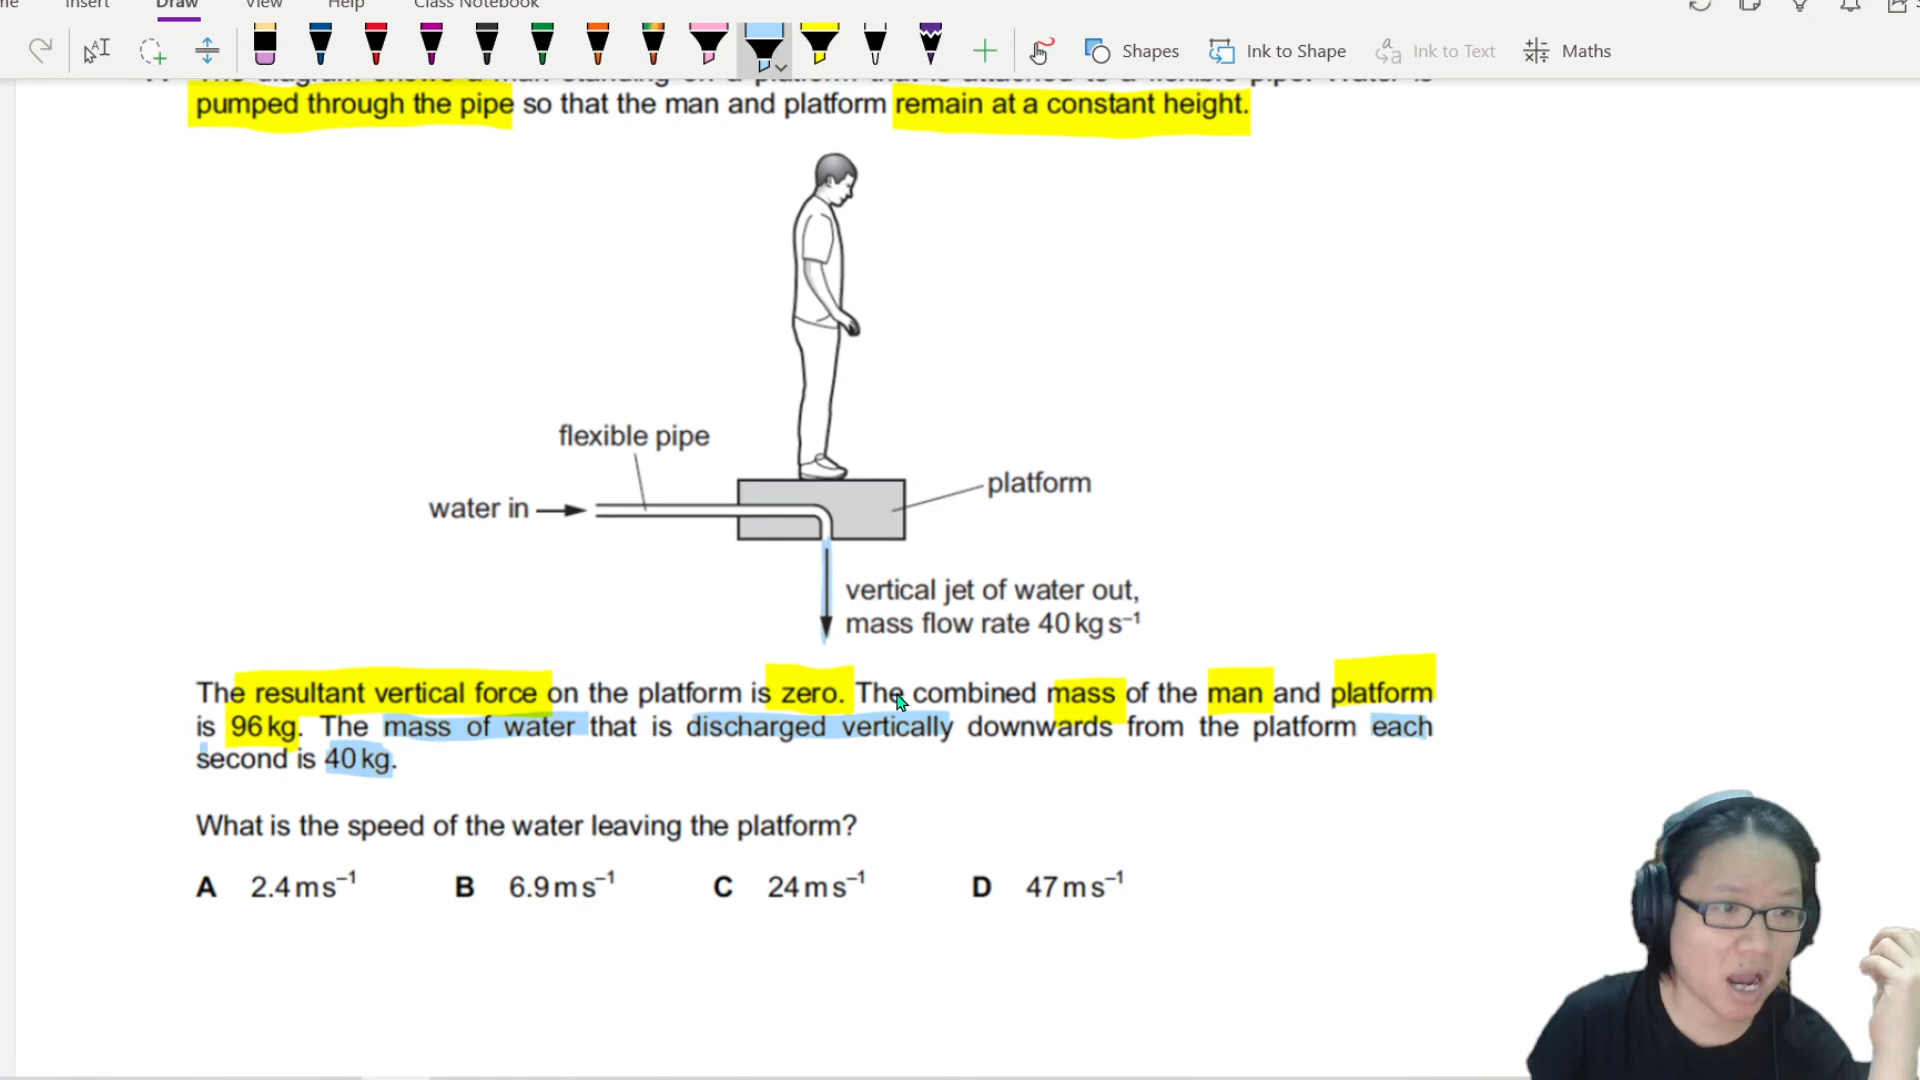 Insert Draw View Help Class Notebook
Shapes Ink to Shape Ink to Text Maths
pumped through the pipe so that the man and platform remain at a constant height.
flexible pipe
platform
water in
vertical jet of water out,
mass flow rate 40 kg s⁻¹
The resultant vertical force on the platform is zero. The combined mass of the man and platform
is 96 kg. The mass of water that is discharged vertically downwards from the platform each
second is 40 kg.
What is the speed of the water leaving the platform?
A 2.4 m s⁻¹ B 6.9 m s⁻¹ C 24 m s⁻¹ D 47 m s⁻¹